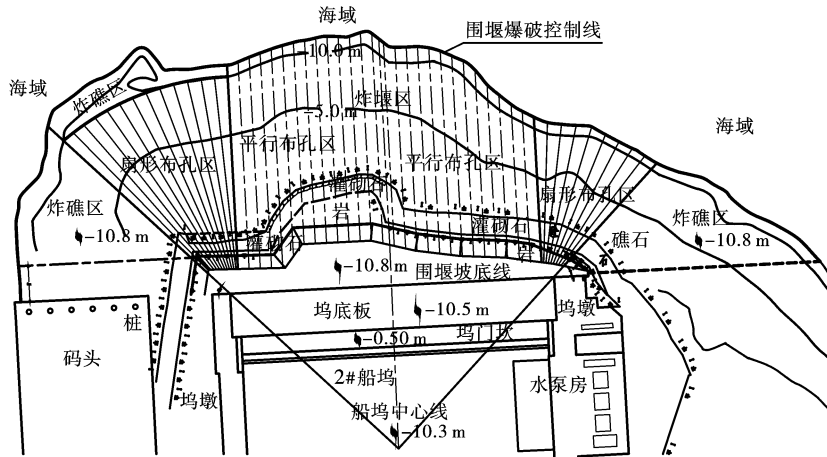 海域
围堰爆破控制线
-10.0 m
海域
炸礁区
炸堰区
-5.0 m
海域
平行布孔区
扇形布孔区
平行布孔区
灌砌石
扇形布孔区
炸礁区
岩
灌砌石
炸礁区
-10.8 m
灌砌石
岩
礁石
-10.8 m
-10.8 m
围堰坡底线
坞底板
-10.5 m
坞墩
桩
-0.50 m
坞门坎
码头
2#船坞
水泵房
坞墩
船坞中心线
-10.3 m